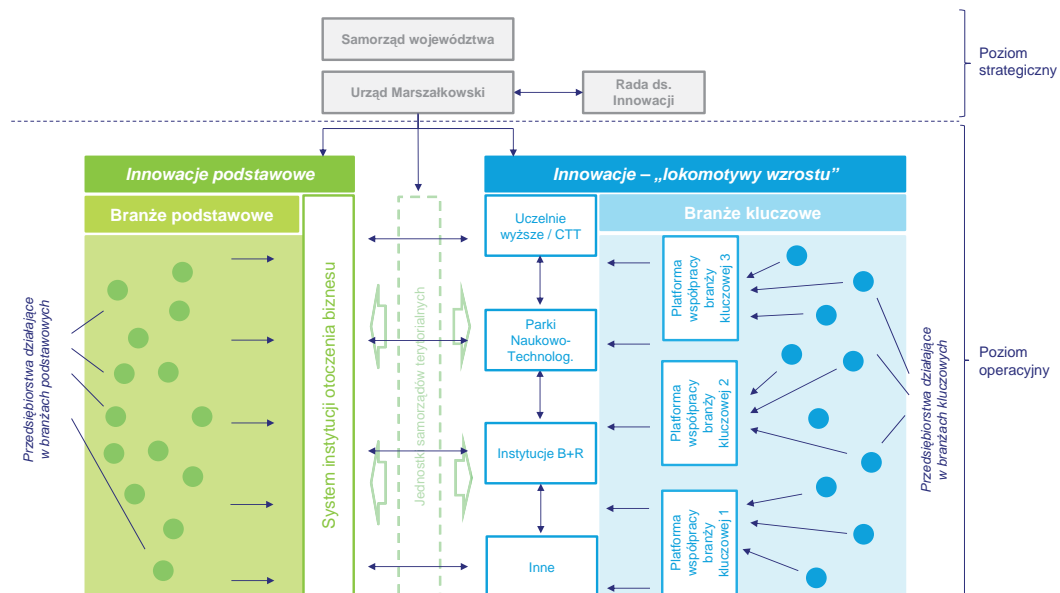 Samorząd województwa
Urząd Marszałkowski
Rada ds.
Innowacji
Poziom
strategiczny
Innowacje podstawowe
Innowacje – „lokomotywy wzrostu”
Branże podstawowe
Branże kluczowe
System instytucji otoczenia biznesu
Jednostki samorządów terytorialnych
Uczelnie
wyższe / CTT
Parki
Naukowo-
Technolog.
Instytucje B+R
Inne
Platforma
współpracy
branży
kluczowej 3
Platforma
współpracy
branży
kluczowej 2
Platforma
współpracy
branży
kluczowej 1
Przedsiębiorstwa działające
w branżach podstawowych
Przedsiębiorstwa działające
w branżach kluczowych
Poziom
operacyjny